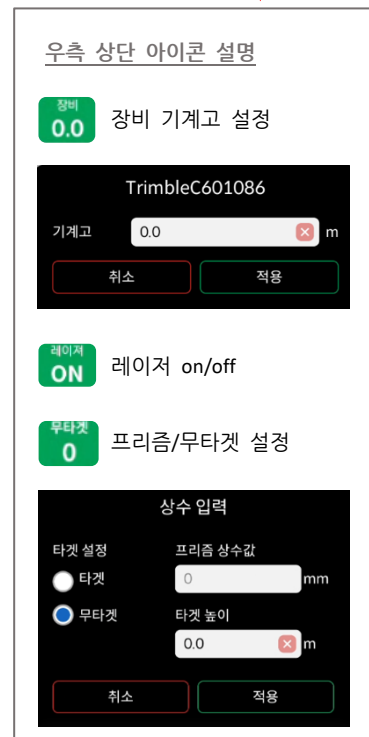 우측 상단 아이콘 설명
장비
0.0
장비 기계고 설정
TrimbleC601086
기계고 0.0 m
취소 적용
레이져
ON
레이저 on/off
무타겟
0
프리즘/무타겟 설정
상수 입력
타겟 설정 프리즘 상수값
타겟 0 mm
무타겟 타겟 높이
0.0 m
취소 적용